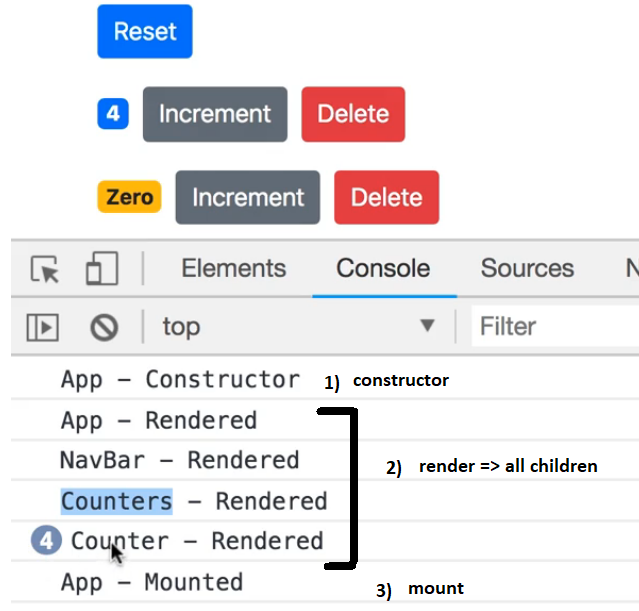 Reset
4 Increment Delete
Zero Increment Delete
Elements Console Sources N
top Filter
App – Constructor 1) constructor
App – Rendered
NavBar – Rendered
2) render => all children
Counters – Rendered
4 Counter – Rendered
App – Mounted 3) mount